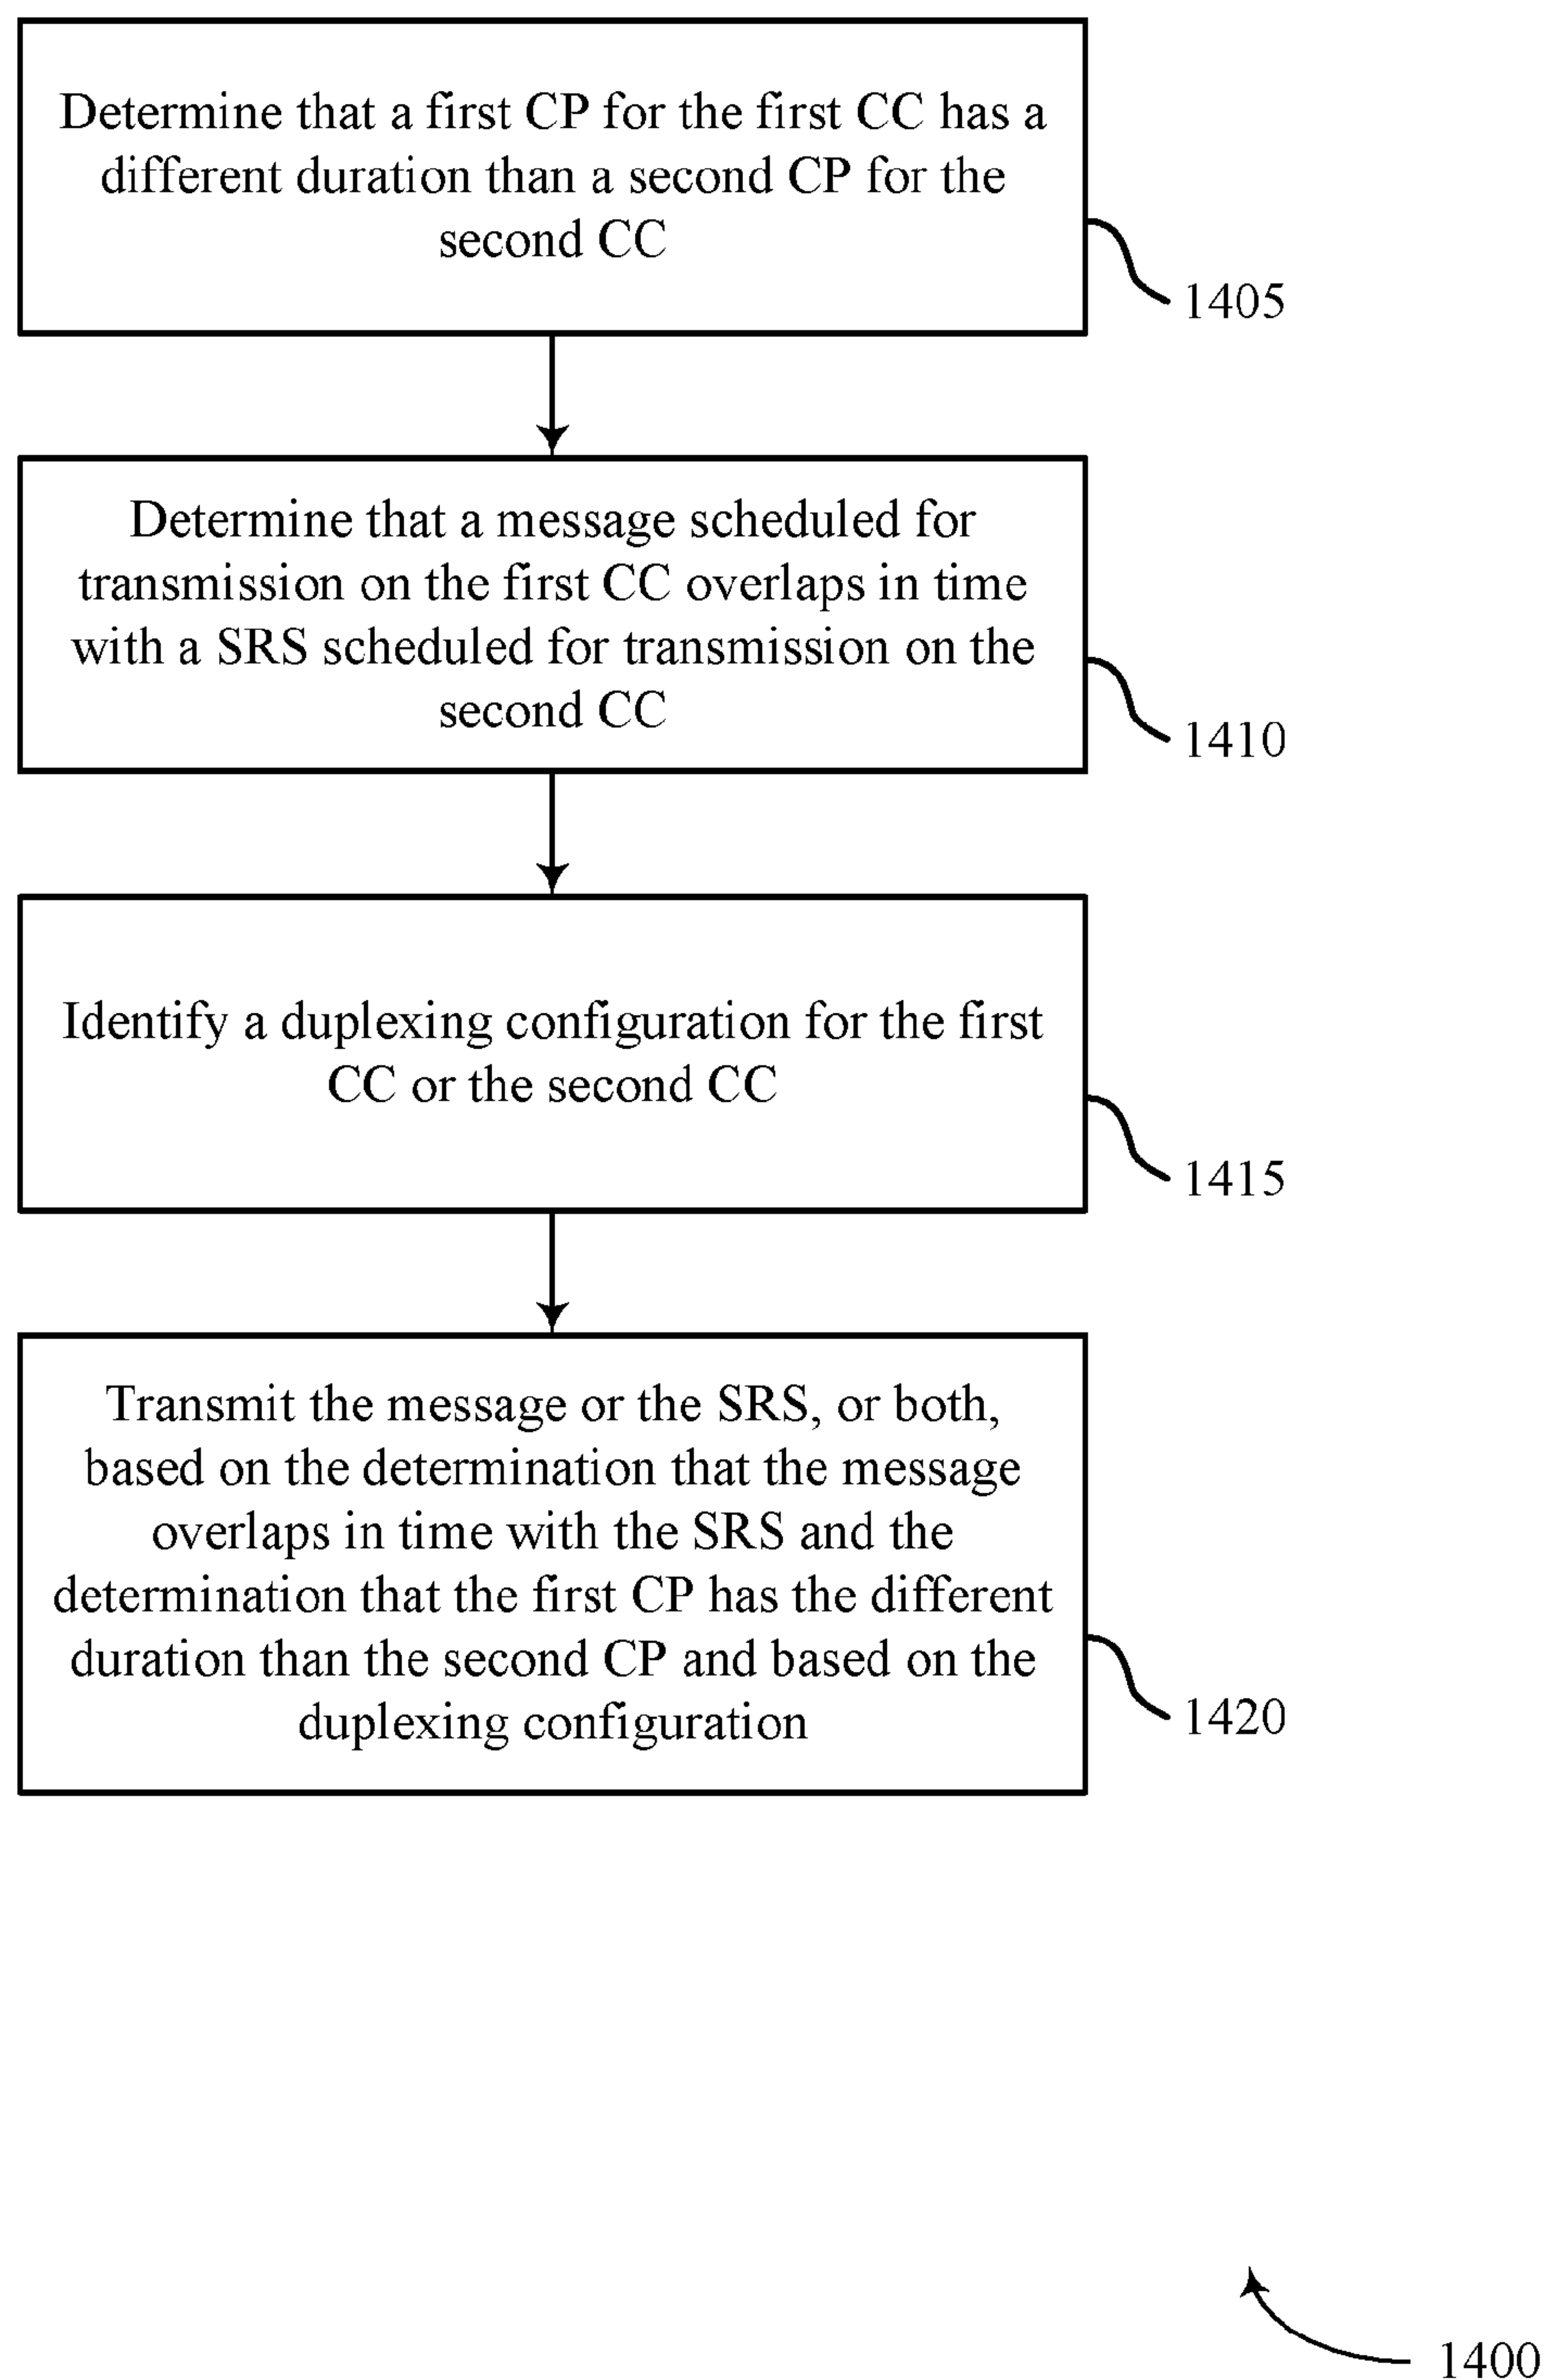 Determine that a first CP for the first CC has a
different duration than a second CP for the
second CC
1405
Determine that a message scheduled for
transmission on the first CC overlaps in time
with a SRS scheduled for transmission on the
second CC
1410
Identify a duplexing configuration for the first
CC or the second CC
1415
Transmit the message or the SRS, or both,
based on the determination that the message
overlaps in time with the SRS and the
determination that the first CP has the different
duration than the second CP and based on the
duplexing configuration
1420
1400